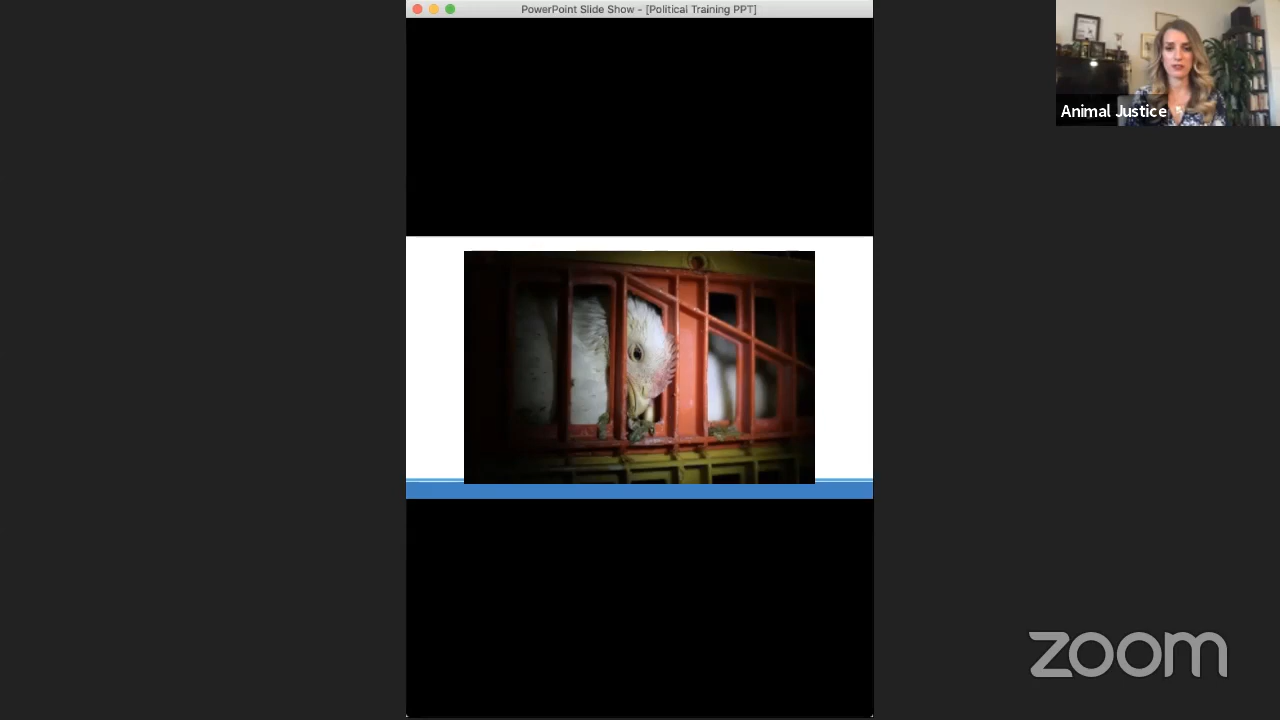 PowerPoint Slide Show - [Political Training PPT]
Animal Justice
zoom